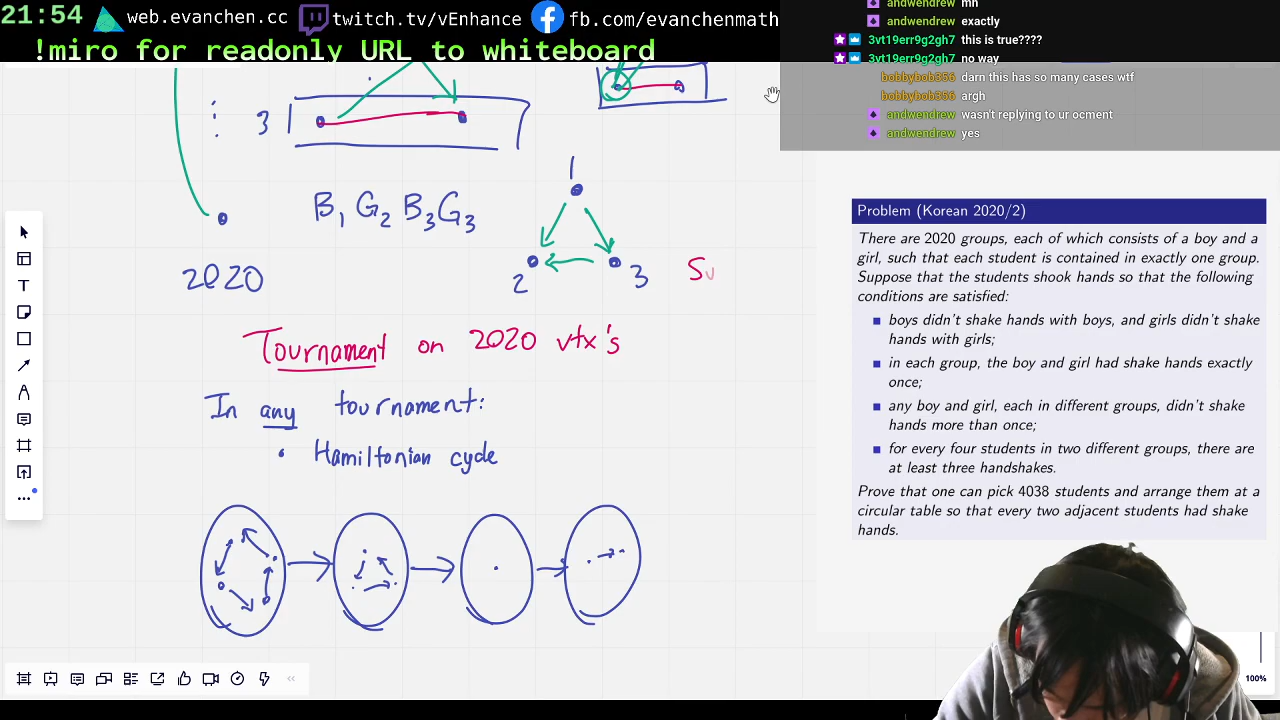 21:54
web.evanchen.cc
twitch.tv/vEnhance
fb.com/evanchenmath
!miro for readonly URL to whiteboard
andwendrew mh
andwendrew exactly
3vt19err9g2gh7 this is true????
3vt19err9g2gh7 no way
bobbybob356 darn this has so many cases wtf
bobbybob356 argh
andwendrew wasn't replying to ur ocment
andwendrew yes
3
B₁ G₂ B₃ G₃
1
2
3
2020
Tournament on 2020 vtx's
In any tournament:
• Hamiltonian cycle
Problem (Korean 2020/2)
There are 2020 groups, each of which consists of a boy and a
girl, such that each student is contained in exactly one group.
Suppose that the students shook hands so that the following
conditions are satisfied:
boys didn't shake hands with boys, and girls didn't shake
hands with girls;
in each group, the boy and girl had shake hands exactly
once;
any boy and girl, each in different groups, didn't shake
hands more than once;
for every four students in two different groups, there are
at least three handshakes.
Prove that one can pick 4038 students and arrange them at a
circular table so that every two adjacent students had shake
hands.
100%